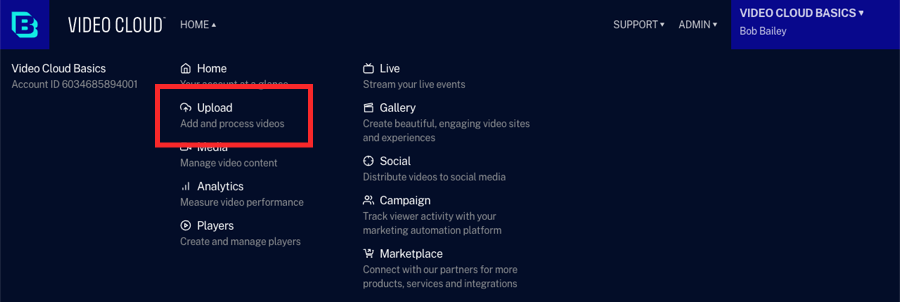 VIDEO CLOUD
HOME
SUPPORT
ADMIN
VIDEO CLOUD BASICS
Bob Bailey
Video Cloud Basics
Account ID 6034685894001
Home
Your account at a glance
Upload
Add and process videos
Media
Manage video content
Analytics
Measure video performance
Players
Create and manage players
Live
Stream your live events
Gallery
Create beautiful, engaging video sites
and experiences
Social
Distribute videos to social media
Campaign
Track viewer activity with your
marketing automation platform
Marketplace
Connect with our partners for more
products, services and integrations